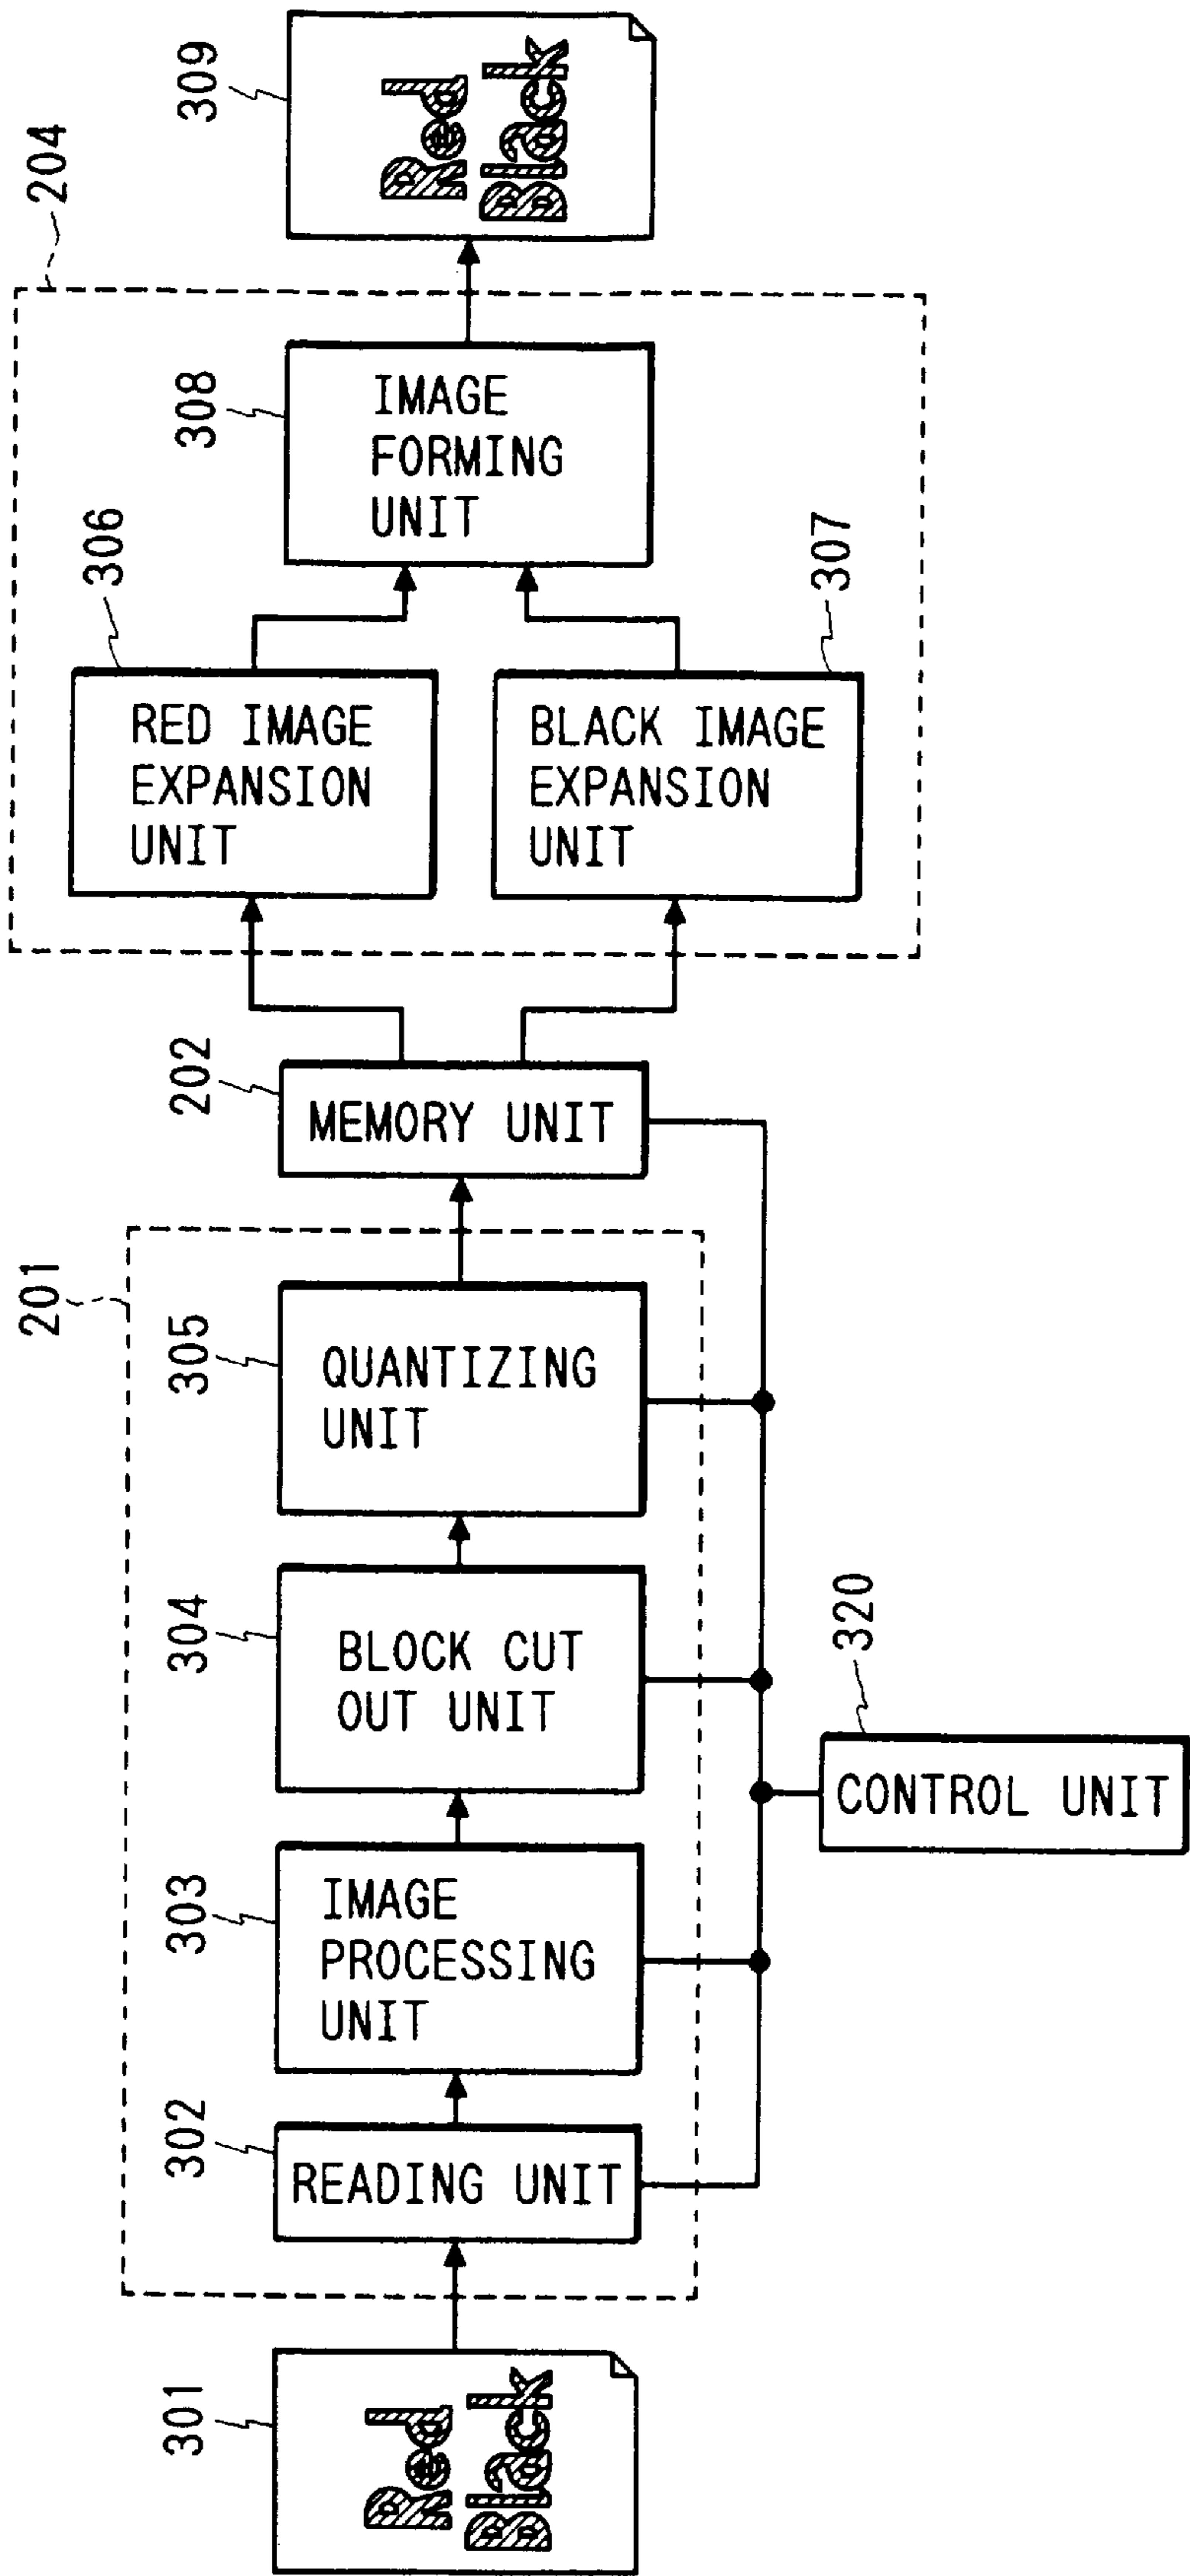 301
Red
Black
201
302
READING UNIT
303
IMAGE
PROCESSING
UNIT
304
BLOCK CUT
OUT UNIT
305
QUANTIZING
UNIT
202
MEMORY UNIT
320
CONTROL UNIT
204
306
RED IMAGE
EXPANSION
UNIT
307
BLACK IMAGE
EXPANSION
UNIT
308
IMAGE
FORMING
UNIT
309
Red
Black